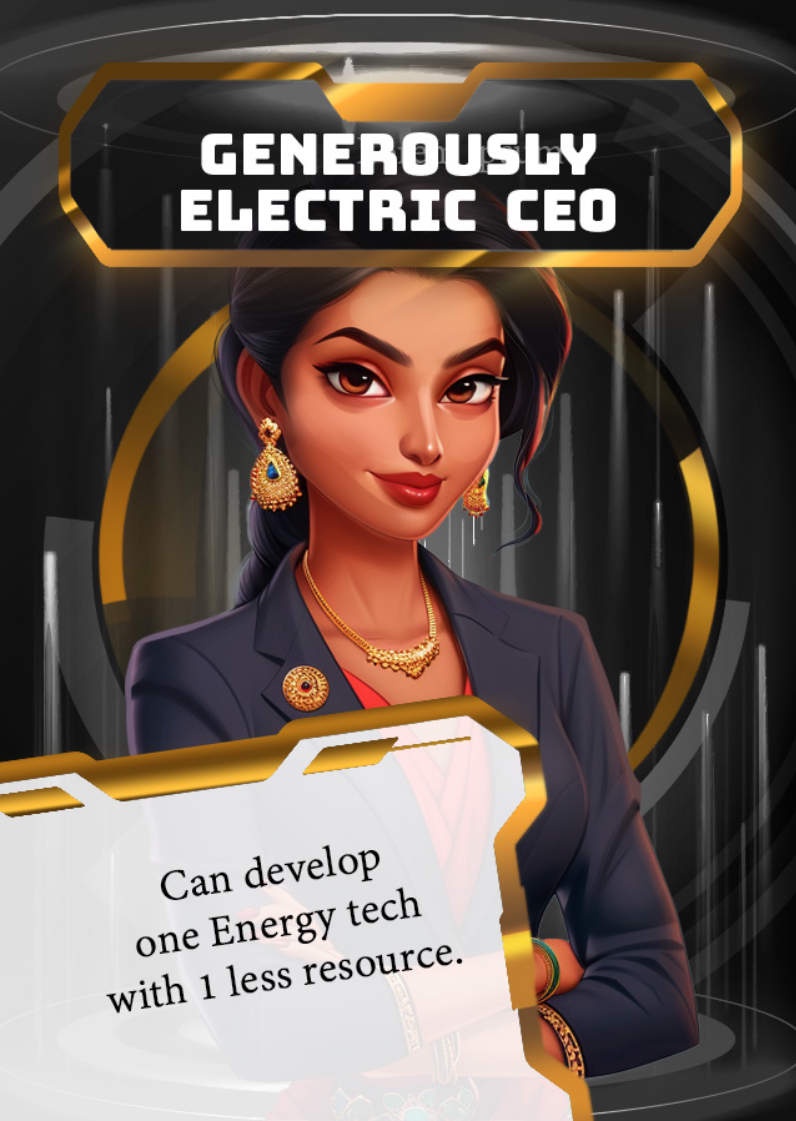 GENEROUSLY
ELECTRIC CEO
Can develop
one Energy tech
with 1 less resource.